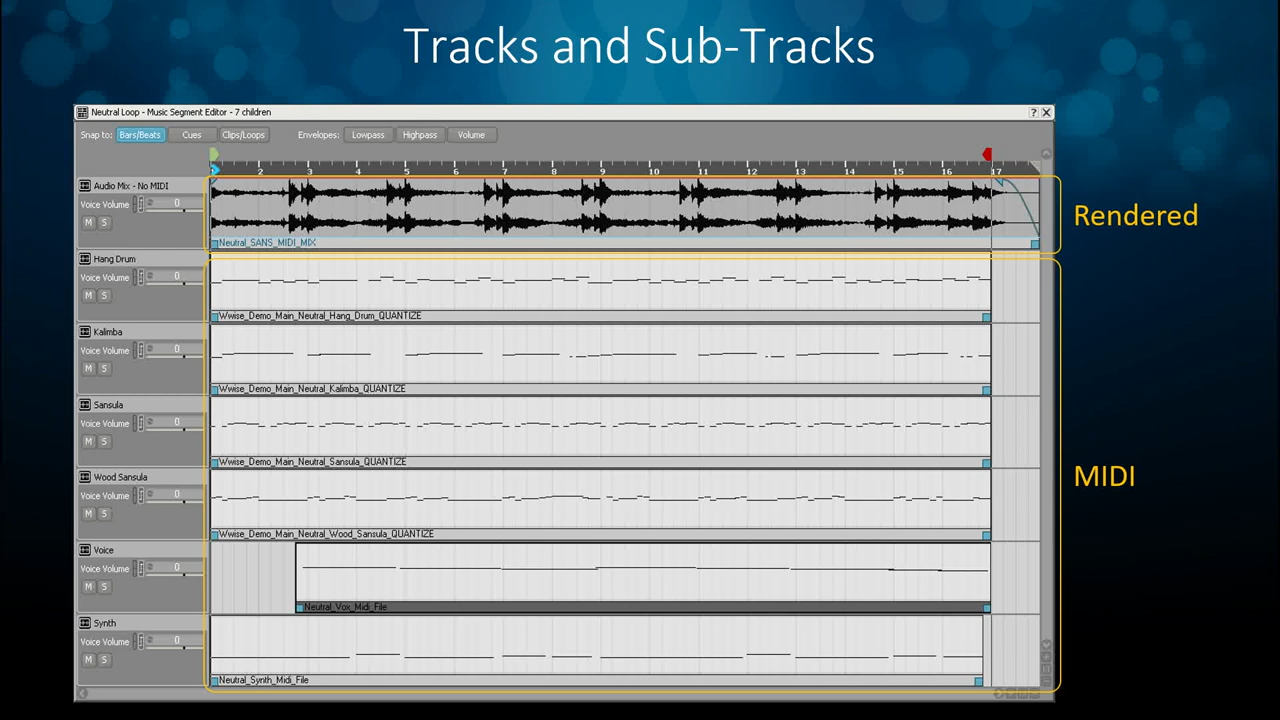 Tracks and Sub-Tracks
Neutral Loop - Music Segment Editor - 7 children
Snap to: Bars/Beats Cues Clips/Loops Envelopes: Lowpass Highpass Volume
2 3 4 5 6 7 8 9 10 11 12 13 14 15 16 17
Audio Mix - No MIDI
Voice Volume 0
M S
Neutral_SANS_MIDI_MIX
Rendered
Hang Drum
Voice Volume 0
M S
Wwise_Demo_Main_Neutral_Hang_Drum_QUANTIZE
Kalimba
Voice Volume 0
M S
Wwise_Demo_Main_Neutral_Kalimba_QUANTIZE
Sansula
Voice Volume 0
M S
Wwise_Demo_Main_Neutral_Sansula_QUANTIZE
MIDI
Wood Sansula
Voice Volume 0
M S
Wwise_Demo_Main_Neutral_Wood_Sansula_QUANTIZE
Voice
Voice Volume 0
M S
Neutral_Vox_Midi_File
Synth
Voice Volume 0
M S
Neutral_Synth_Midi_File